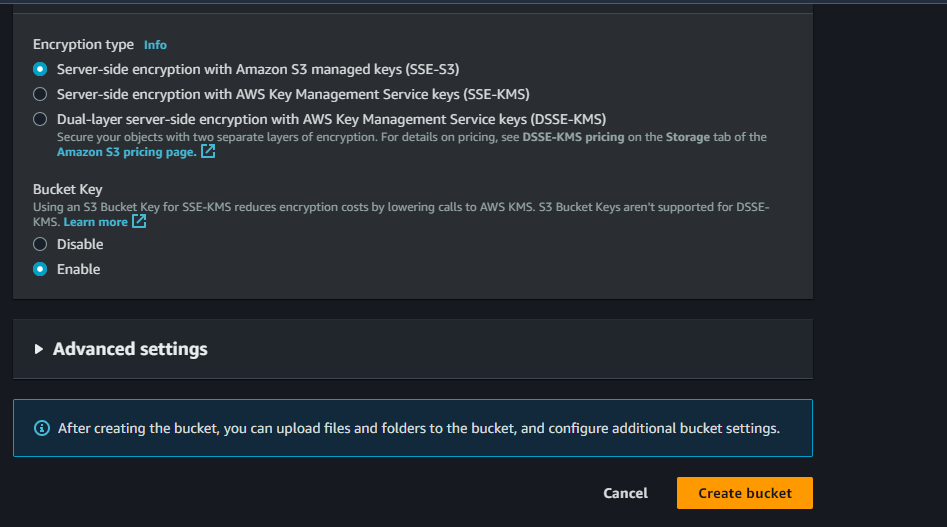 Encryption type Info
Server-side encryption with Amazon S3 managed keys (SSE-S3)
Server-side encryption with AWS Key Management Service keys (SSE-KMS)
Dual-layer server-side encryption with AWS Key Management Service keys (DSSE-KMS)
Secure your objects with two separate layers of encryption. For details on pricing, see DSSE-KMS pricing on the Storage tab of the
Amazon S3 pricing page.
Bucket Key
Using an S3 Bucket Key for SSE-KMS reduces encryption costs by lowering calls to AWS KMS. S3 Bucket Keys aren't supported for DSSE-
KMS. Learn more
Disable
Enable
Advanced settings
After creating the bucket, you can upload files and folders to the bucket, and configure additional bucket settings.
Cancel Create bucket